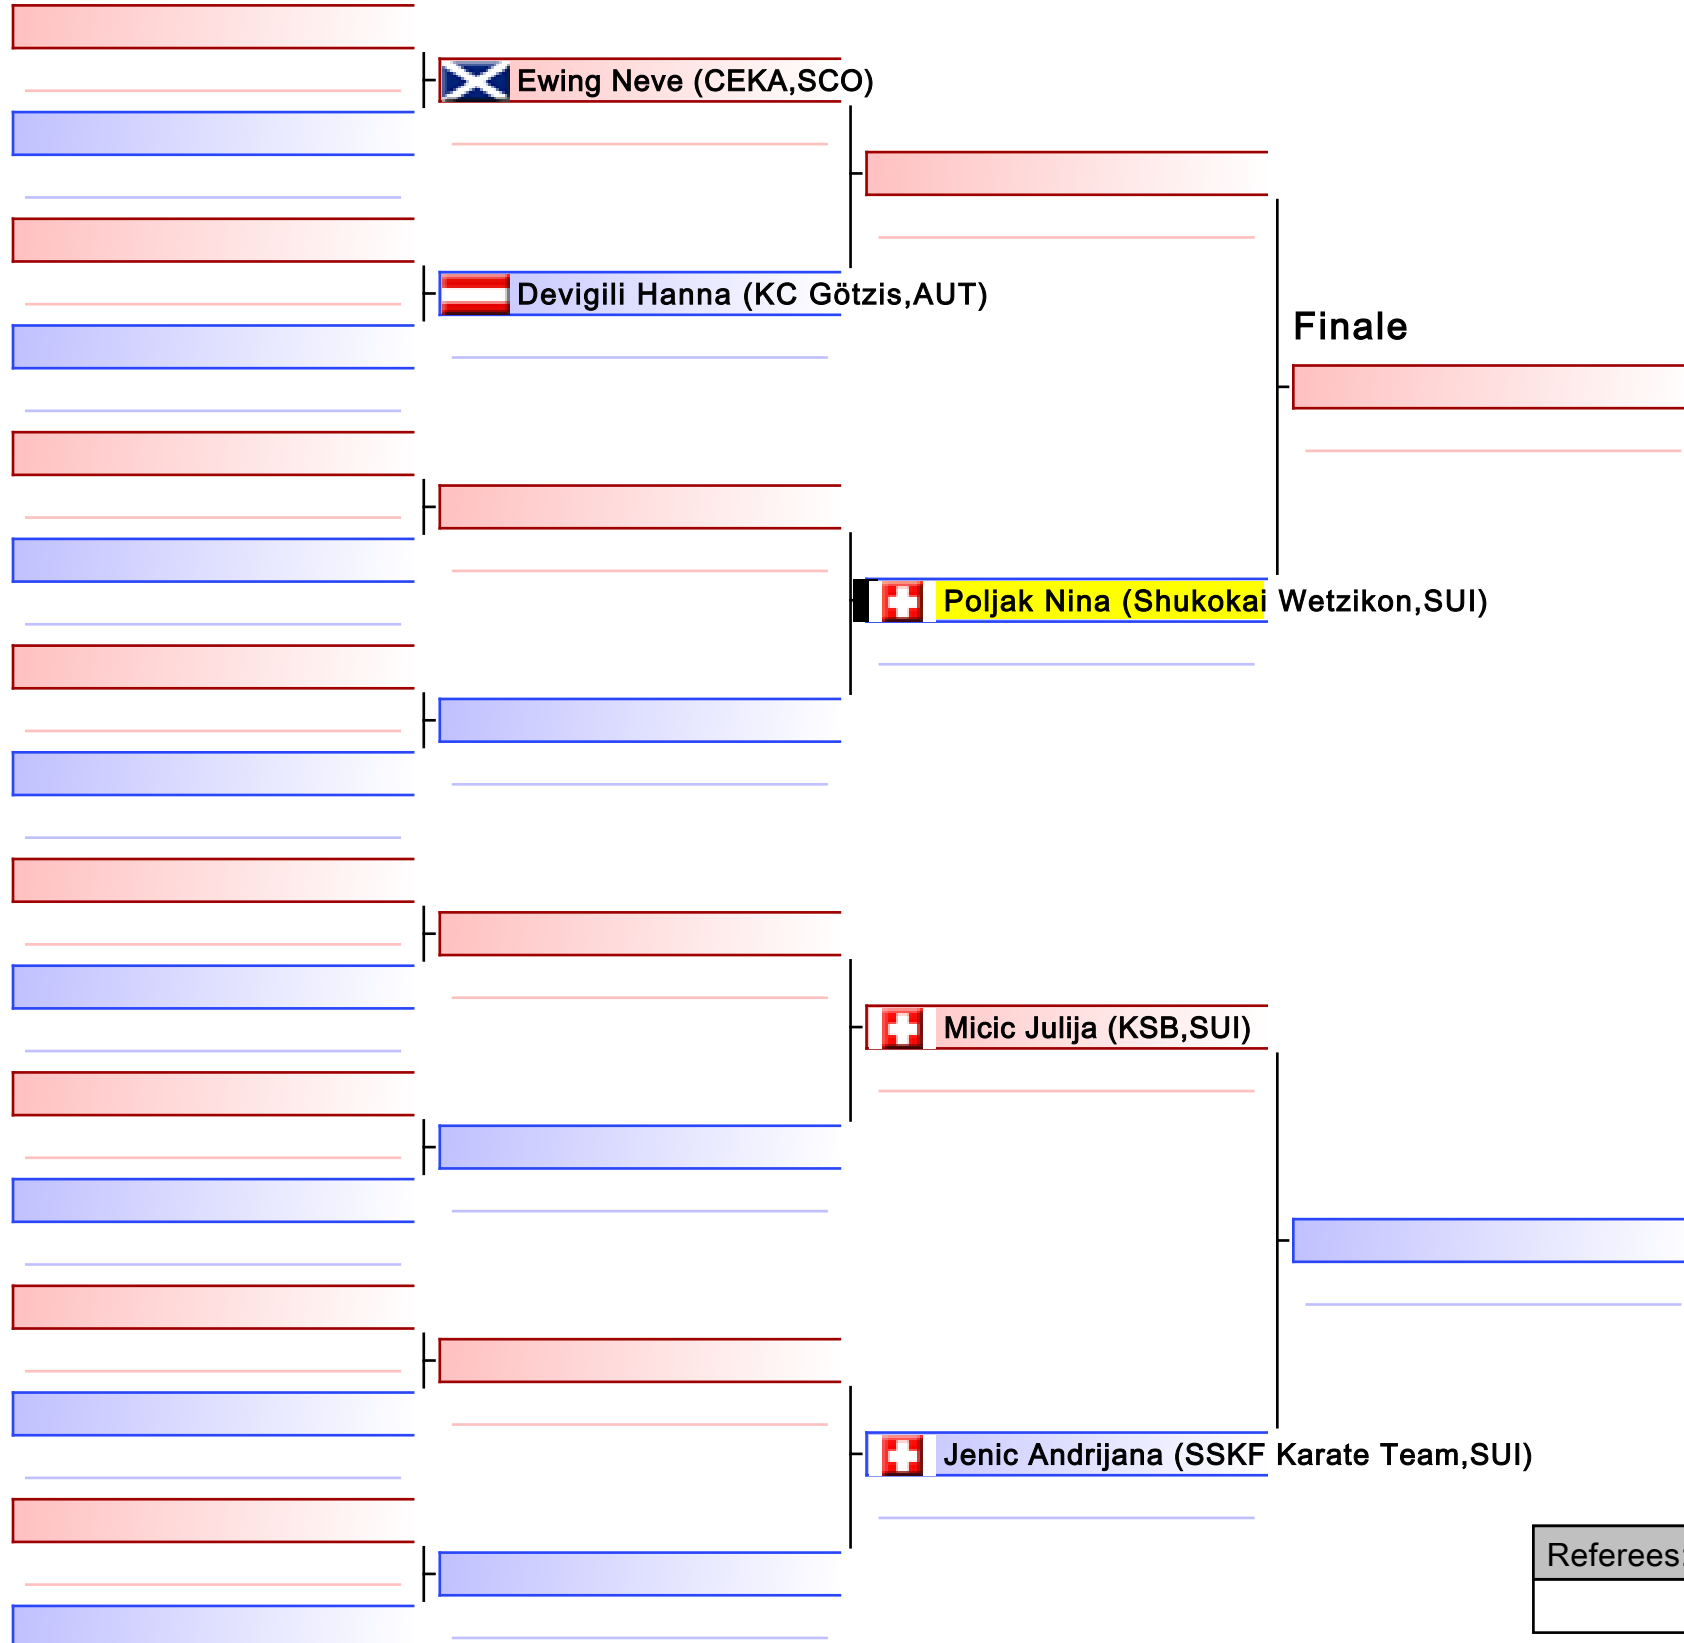 Ewing Neve (CEKA,SCO)
Devigili Hanna (KC Götzis,AUT)
Finale
Poljak Nina (Shukokai Wetzikon,SUI)
Micic Julija (KSB,SUI)
Jenic Andrijana (SSKF Karate Team,SUI)
Referees: